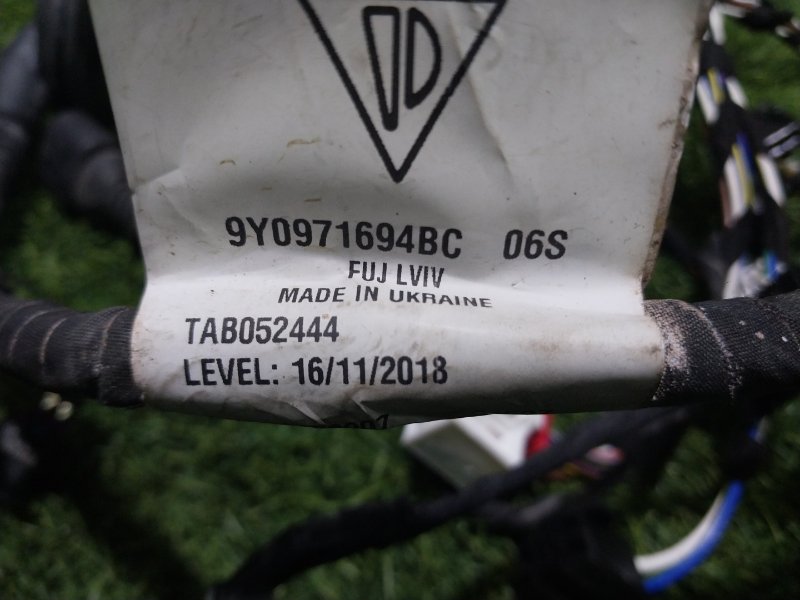 9Y0971694BC 06S
FUJ LVIV
MADE IN UKRAINE
TAB052444
LEVEL: 16/11/2018